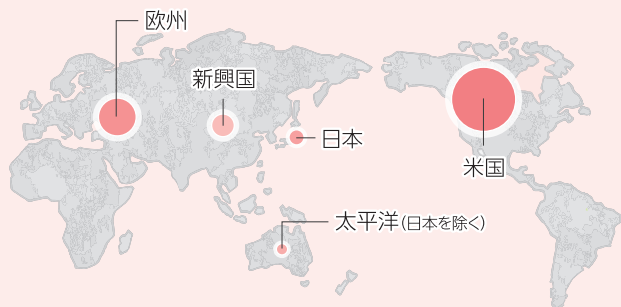 欧州
新興国
日本
米国
太平洋(日本を除く)